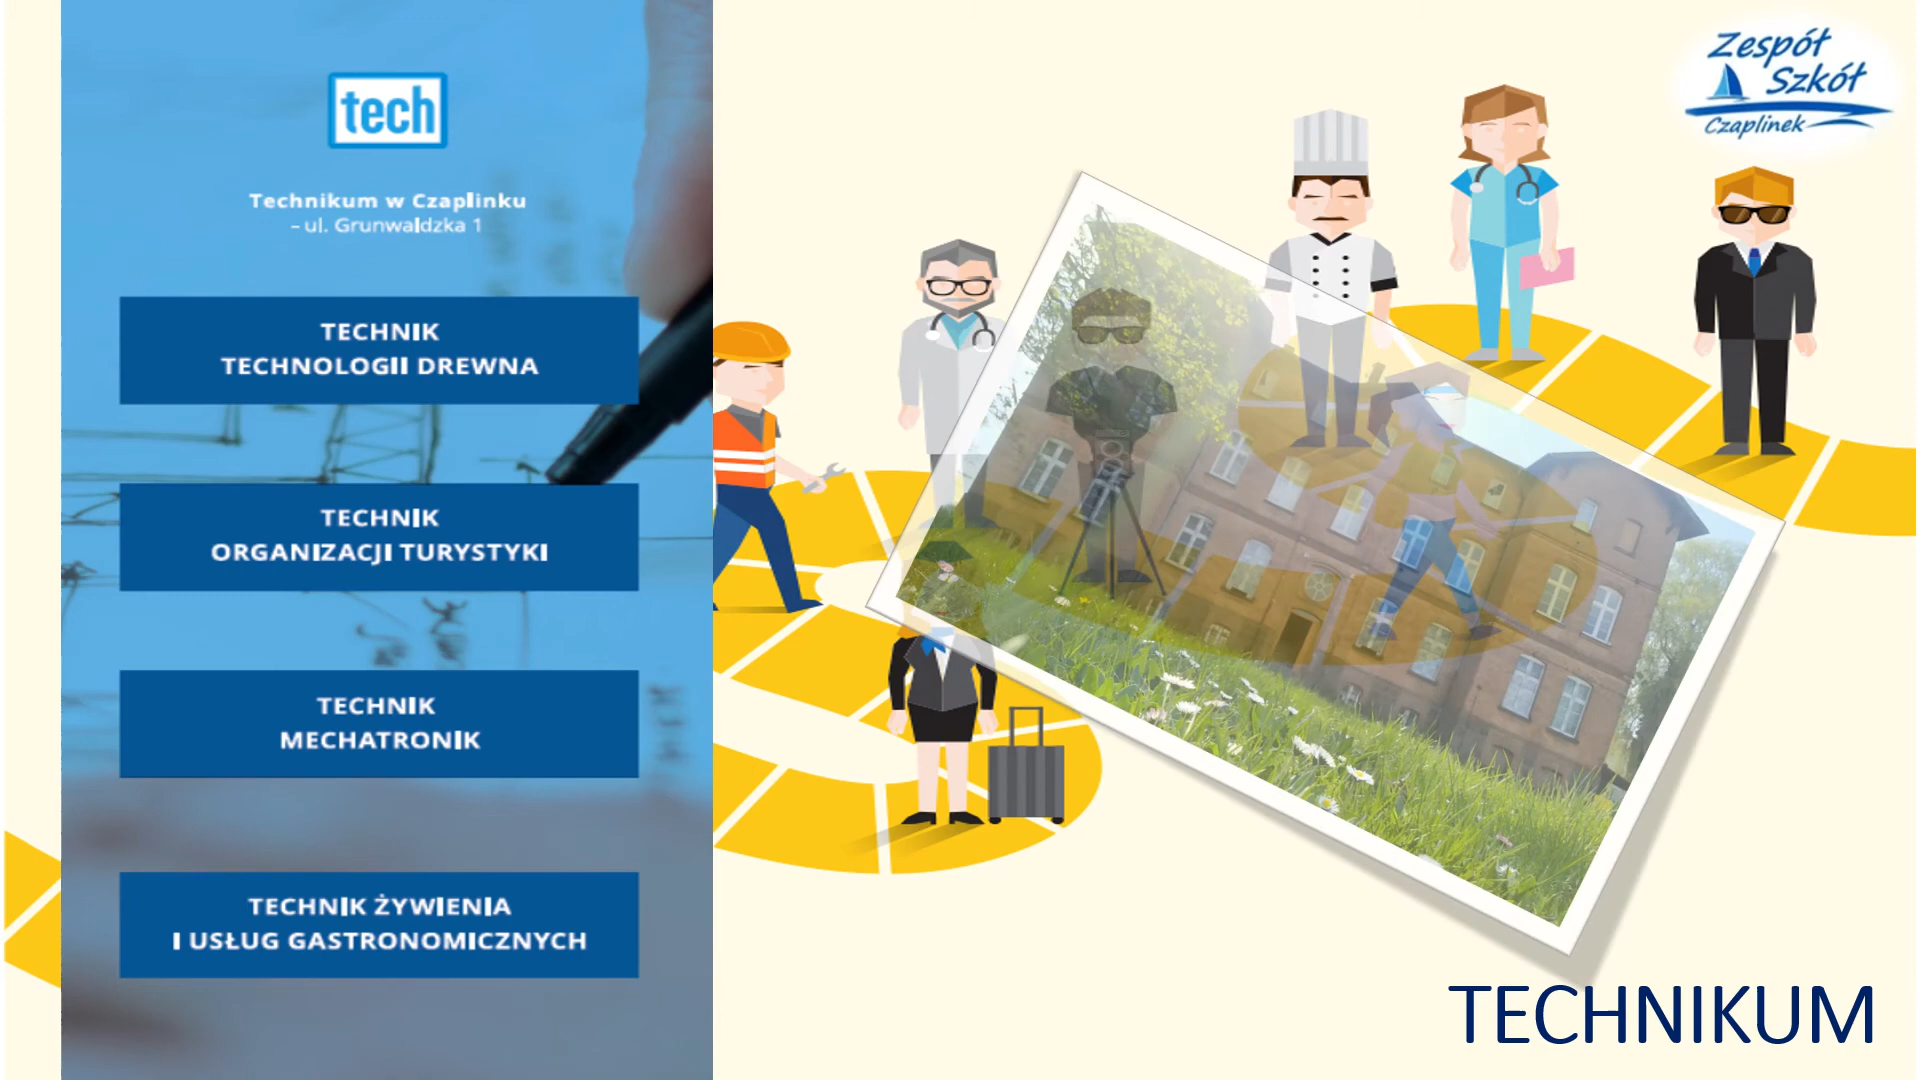 tech
Technikum w Czaplinku
– ul. Grunwaldzka 1
TECHNIK
TECHNOLOGII DREWNA
TECHNIK
ORGANIZACJI TURYSTYKI
TECHNIK
MECHATRONIK
TECHNIK ŻYWIENIA
I USŁUG GASTRONOMICZNYCH
Zespół
Szkół
Czaplinek
TECHNIKUM